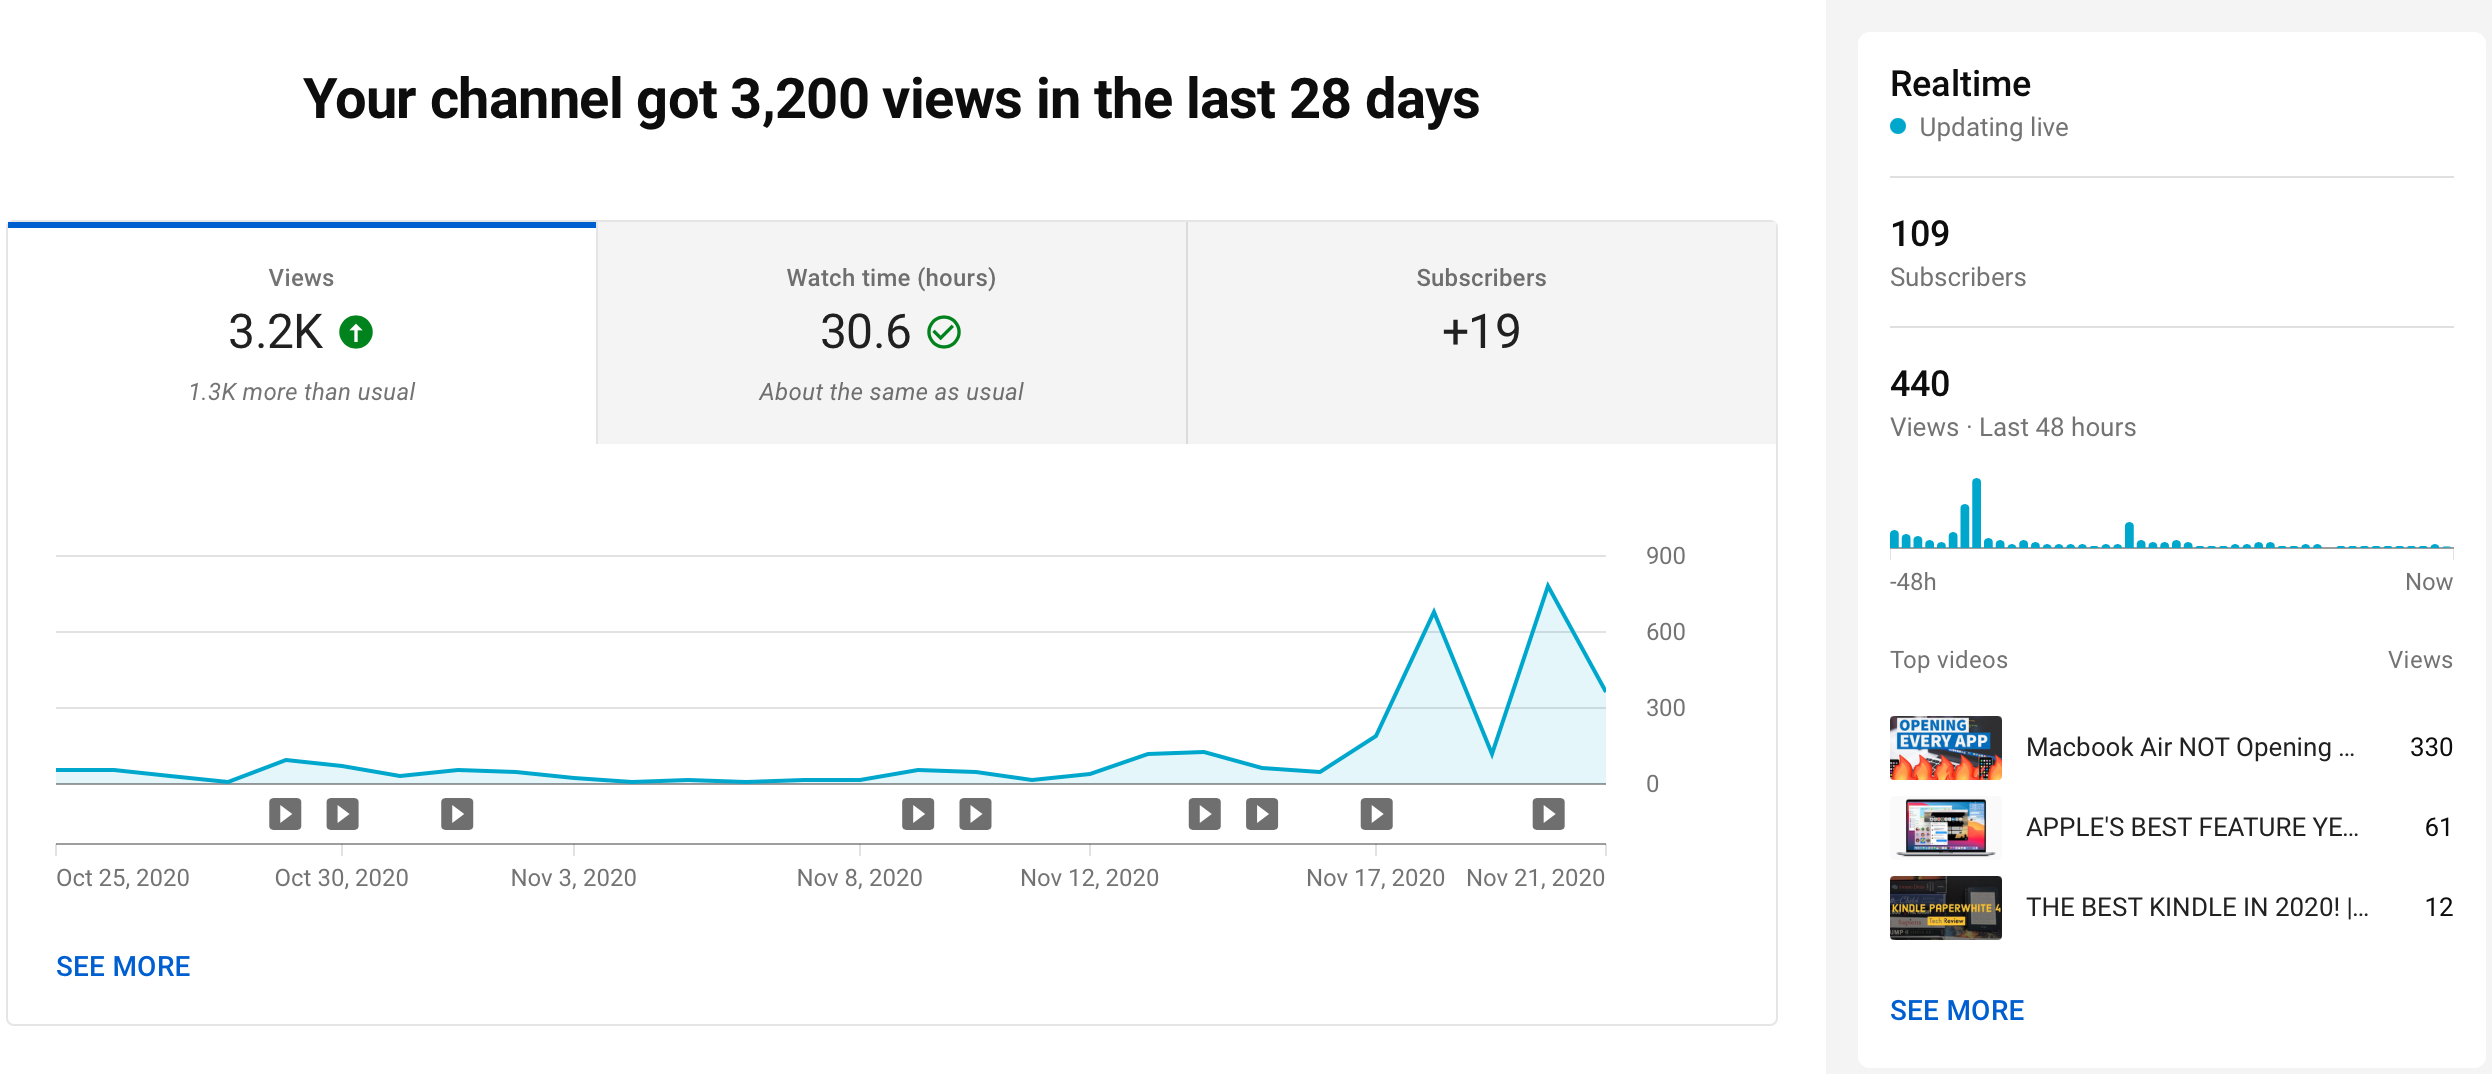 Your channel got 3,200 views in the last 28 days
Views
3.2K
1.3K more than usual
Watch time (hours)
30.6
About the same as usual
Subscribers
+19
900
600
300
0
Oct 25, 2020
Oct 30, 2020
Nov 3, 2020
Nov 8, 2020
Nov 12, 2020
Nov 17, 2020
Nov 21, 2020
SEE MORE
Realtime
Updating live
109
Subscribers
440
Views · Last 48 hours
-48h
Now
Top videos
Views
OPENING
EVERY APP
Macbook Air NOT Opening ...
330
APPLE'S BEST FEATURE YE...
61
KINDLE PAPERWHITE 4
Tech Review
THE BEST KINDLE IN 2020! |...
12
SEE MORE